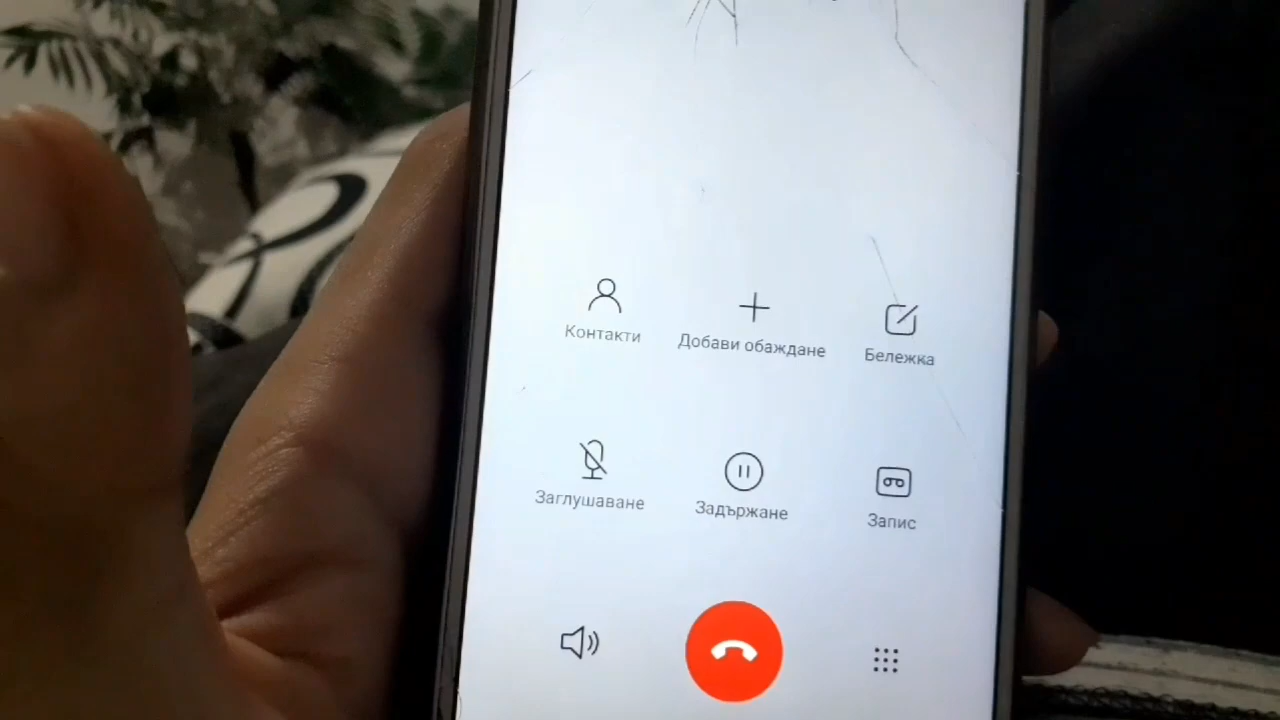 Контакти
Добави обаждане
Бележка
Заглушаване
Задържане
Запис